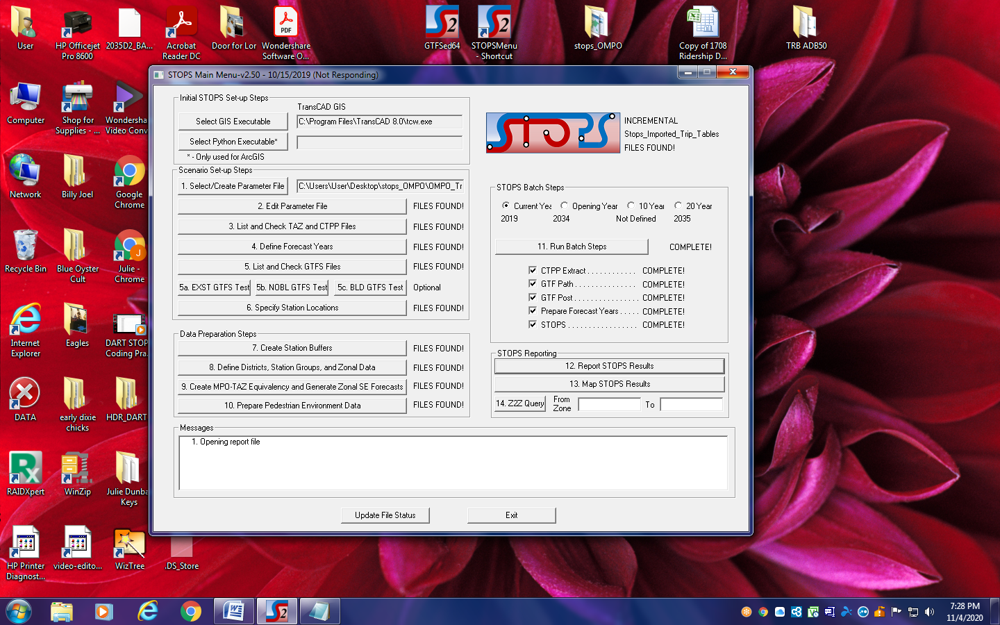 User
HP Officejet
Pro 8600
2035D2_BA...
Acrobat
Reader DC
Door for Lor
Wondershare
Software O...
PDF
GTFSed64
STOPSMenu
- Shortcut
stops_OMPO
Copy of 1708
Ridership D...
TRB ADB50
Computer
Shop for
Supplies - ...
Wondersha
Video Conv
Network
Billy Joel
Google
Chrome
Recycle Bin
Blue Oyster
Cult
Julie -
Chrome
Internet
Explorer
Eagles
DART STOP
Coding Pra...
DATA
early dixie
chicks
HDR_DART
RAIDXpert
WinZip
Julie Dunba
Keys
HP Printer
Diagnost...
video-edito...
WizTree
.DS_Store
STOPS Main Menu-v2.50 - 10/15/2019 (Not Responding)
Initial STOPS Set-up Steps
TransCAD GIS
Select GIS Executable
C:\Program Files\TransCAD 8.0\tcw.exe
Select Python Executable*
* - Only used for ArcGIS
STOPS
INCREMENTAL
Stops_Imported_Trip_Tables
FILES FOUND!
Scenario Set-up Steps
1. Select/Create Parameter File
C:\Users\User\Desktop\stops_OMPO\OMPO_Tr
2. Edit Parameter File FILES FOUND!
3. List and Check TAZ and CTPP Files FILES FOUND!
4. Define Forecast Years FILES FOUND!
5. List and Check GTFS Files FILES FOUND!
5a. EXST GTFS Test 5b. NOBL GTFS Test 5c. BLD GTFS Test Optional
6. Specify Station Locations FILES FOUND!
Data Preparation Steps
7. Create Station Buffers FILES FOUND!
8. Define Districts, Station Groups, and Zonal Data FILES FOUND!
9. Create MPO-TAZ Equivalency and Generate Zonal SE Forecasts FILES FOUND!
10. Prepare Pedestrian Environment Data FILES FOUND!
STOPS Batch Steps
Current Yea Opening Year 10 Year 20 Year
2019 2034 Not Defined 2035
11. Run Batch Steps COMPLETE!
CTPP Extract . . . . . . . . . . . . COMPLETE!
GTF Path . . . . . . . . . . . . . . . COMPLETE!
GTF Post . . . . . . . . . . . . . . . . COMPLETE!
Prepare Forecast Years . . . . . COMPLETE!
STOPS . . . . . . . . . . . . . . . . . COMPLETE!
STOPS Reporting
12. Report STOPS Results
13. Map STOPS Results
14. Z2Z Query From
Zone To
Messages
1. Opening report file
Update File Status Exit
7:28 PM
11/4/2020